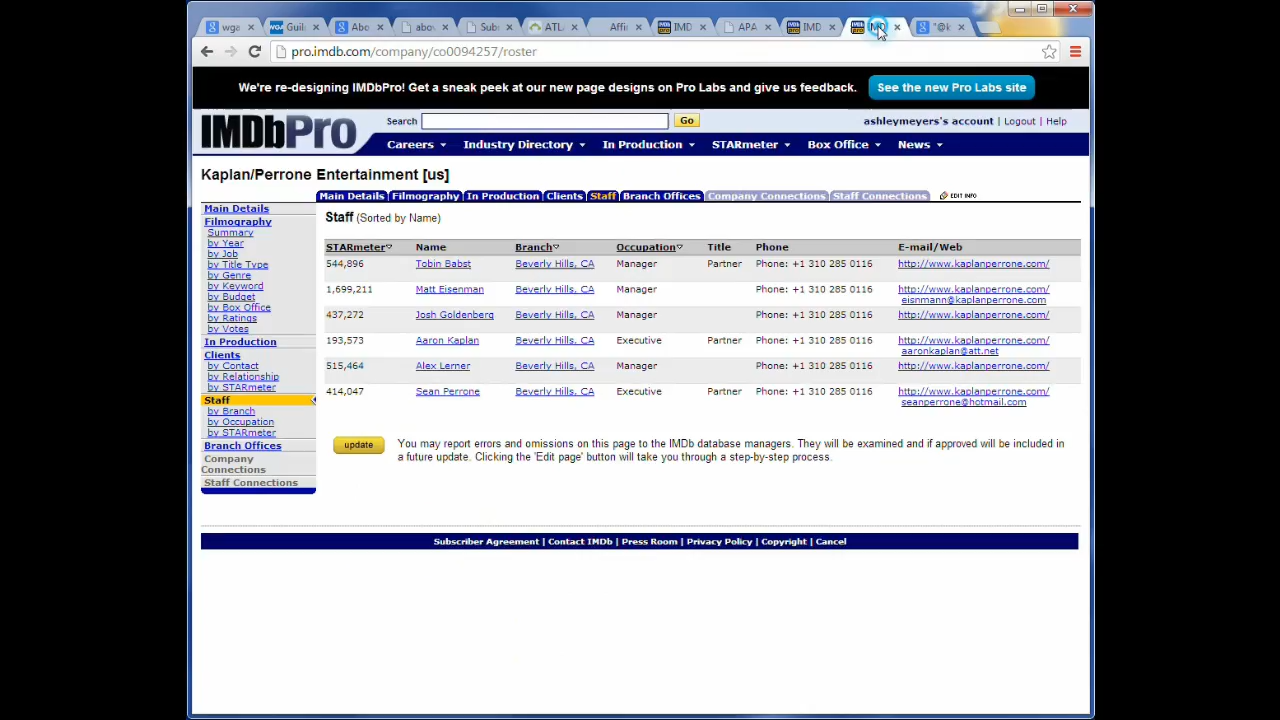 wga
Guil
Abo
abou
Subr
ATLA
Affir
IMD
APA
IMD
"@k
pro.imdb.com/company/co0094257/roster
We're re-designing IMDbPro! Get a sneak peek at our new page designs on Pro Labs and give us feedback. See the new Pro Labs site
IMDbPro
Search Go
ashleymeyers's account | Logout | Help
Careers Industry Directory In Production STARmeter Box Office News
Kaplan/Perrone Entertainment [us]
Main Details Filmography In Production Clients Staff Branch Offices Company Connections Staff Connections EDIT INFO
Main Details
Filmography
Summary
by Year
by Job
by Title Type
by Genre
by Keyword
by Budget
by Box Office
by Ratings
by Votes
In Production
Clients
by Contact
by Relationship
by STARmeter
Staff
by Branch
by Occupation
by STARmeter
Branch Offices
Company
Connections
Staff Connections
Staff (Sorted by Name)
STARmeter Name Branch Occupation Title Phone E-mail/Web
544,896 Tobin Babst Beverly Hills, CA Manager Partner Phone: +1 310 285 0116 http://www.kaplanperrone.com/
1,699,211 Matt Eisenman Beverly Hills, CA Manager Phone: +1 310 285 0116 http://www.kaplanperrone.com/
eisnmann@kaplanperrone.com
437,272 Josh Goldenberg Beverly Hills, CA Manager Phone: +1 310 285 0116 http://www.kaplanperrone.com/
193,573 Aaron Kaplan Beverly Hills, CA Executive Partner Phone: +1 310 285 0116 http://www.kaplanperrone.com/
aaronkaplan@att.net
515,464 Alex Lerner Beverly Hills, CA Manager Phone: +1 310 285 0116 http://www.kaplanperrone.com/
414,047 Sean Perrone Beverly Hills, CA Executive Partner Phone: +1 310 285 0116 http://www.kaplanperrone.com/
seanperrone@hotmail.com
update
You may report errors and omissions on this page to the IMDb database managers. They will be examined and if approved will be included in
a future update. Clicking the 'Edit page' button will take you through a step-by-step process.
Subscriber Agreement | Contact IMDb | Press Room | Privacy Policy | Copyright | Cancel